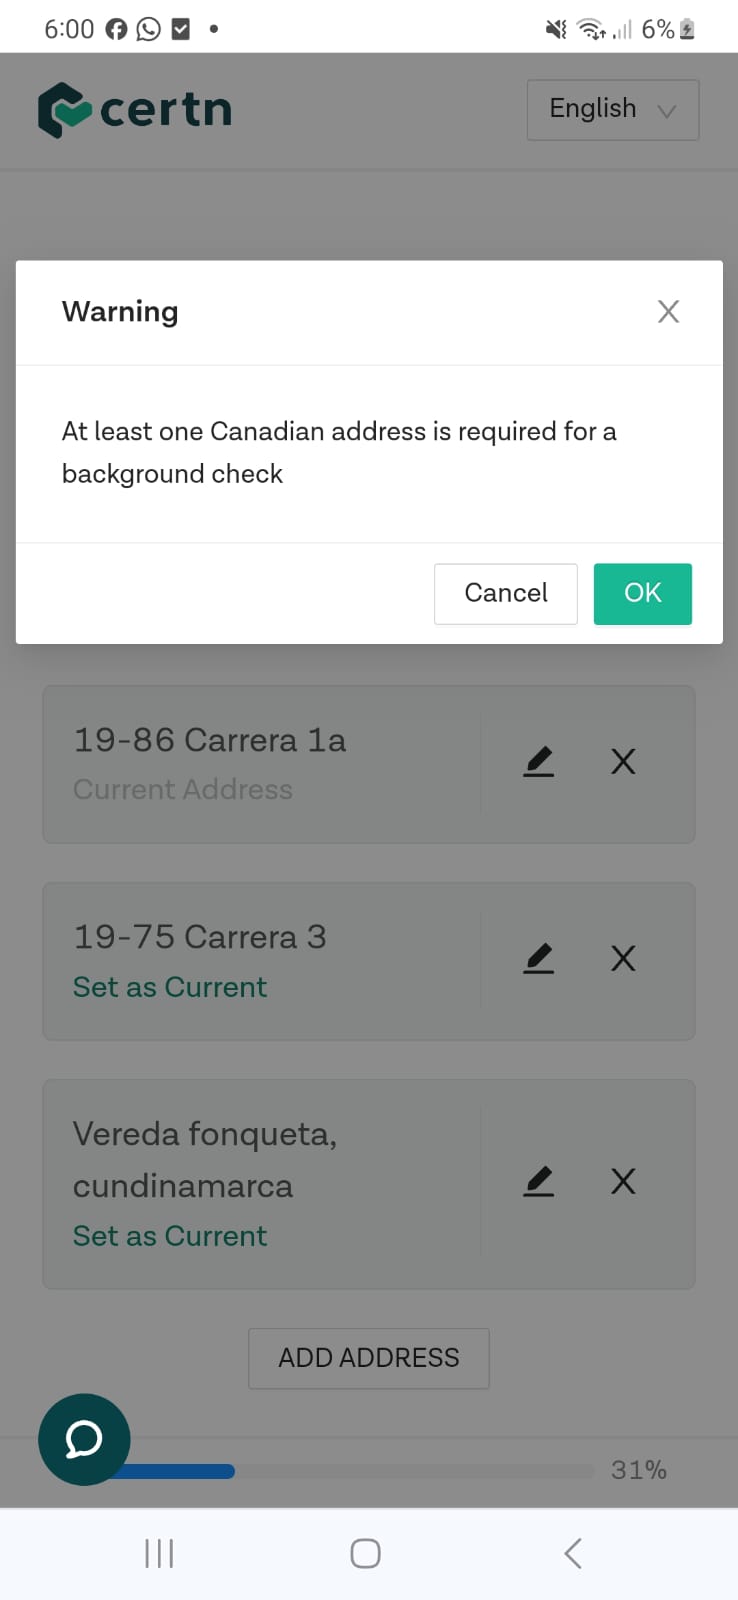 6:00
6%
certn
English
Warning
At least one Canadian address is required for a
background check
Cancel
OK
19-86 Carrera 1a
Current Address
19-75 Carrera 3
Set as Current
Vereda fonqueta,
cundinamarca
Set as Current
ADD ADDRESS
31%